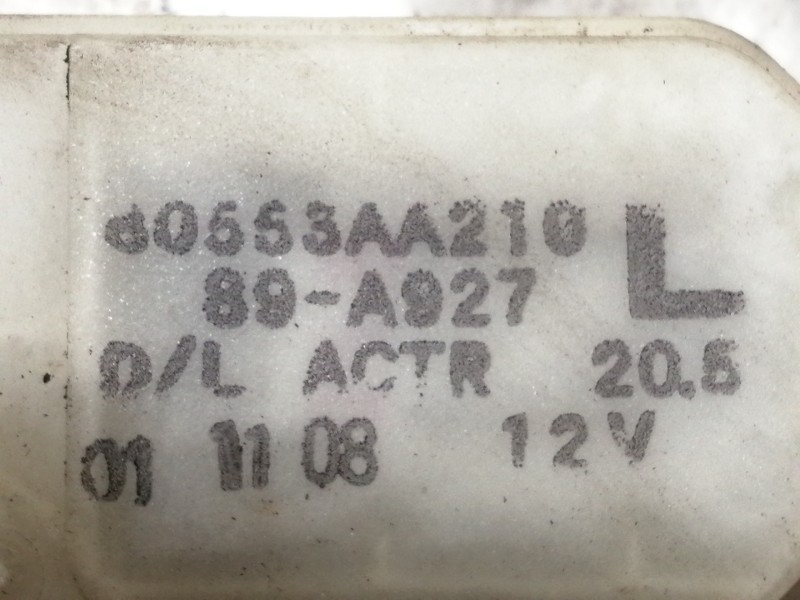 60553AA210 L
89-A927
D/L ACTR 20.5
01 11 08 12V